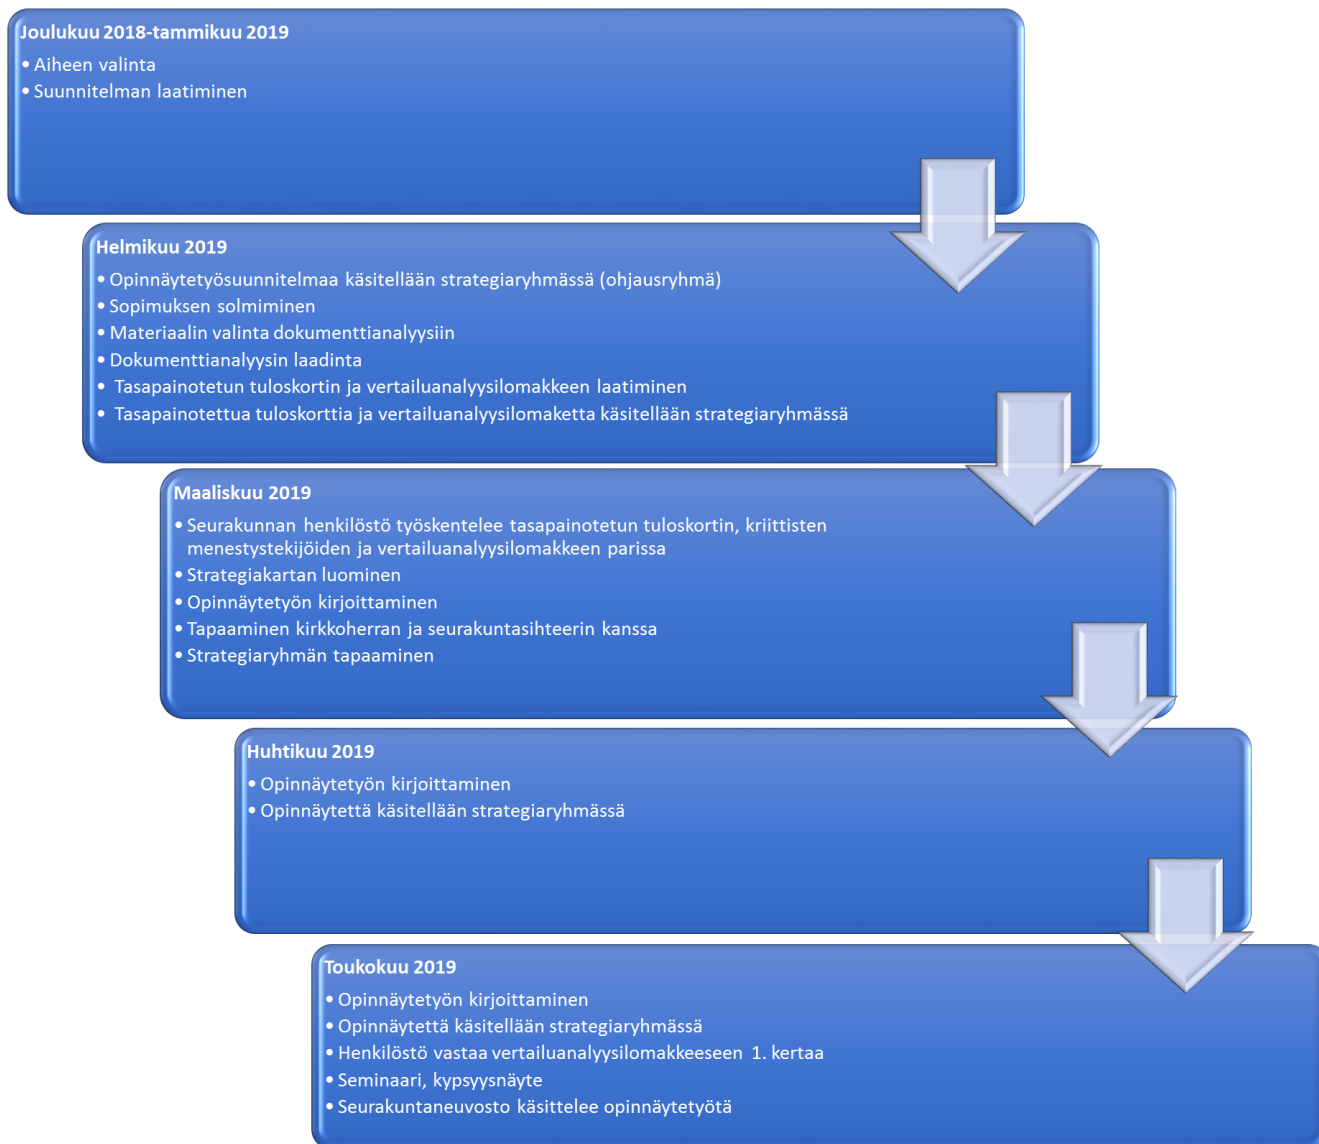 Joulukuu 2018-tammikuu 2019
• Aiheen valinta
• Suunnitelman laatiminen
Helmikuu 2019
• Opinnäytetyösuunnitelmaa käsitellään strategiaryhmässä (ohjausryhmä)
• Sopimuksen solmiminen
• Materiaalin valinta dokumenttianalyysiin
• Dokumenttianalyysin laadinta
• Tasapainotetun tuloskortin ja vertailuanalyysilomakkeen laatiminen
• Tasapainotettua tuloskorttia ja vertailuanalyysilomaketta käsitellään strategiaryhmässä
Maaliskuu 2019
• Seurakunnan henkilöstö työskentelee tasapainotetun tuloskortin, kriittisten
menestystekijöiden ja vertailuanalyysilomakkeen parissa
• Strategiakartan luominen
• Opinnäytetyön kirjoittaminen
• Tapaaminen kirkkoherran ja seurakuntasihteerin kanssa
• Strategiaryhmän tapaaminen
Huhtikuu 2019
• Opinnäytetyön kirjoittaminen
• Opinnäytettä käsitellään strategiaryhmässä
Toukokuu 2019
• Opinnäytetyön kirjoittaminen
• Opinnäytettä käsitellään strategiaryhmässä
• Henkilöstö vastaa vertailuanalyysilomakkeeseen 1. kertaa
• Seminaari, kypsyysnäyte
• Seurakuntaneuvosto käsittelee opinnäytetyötä